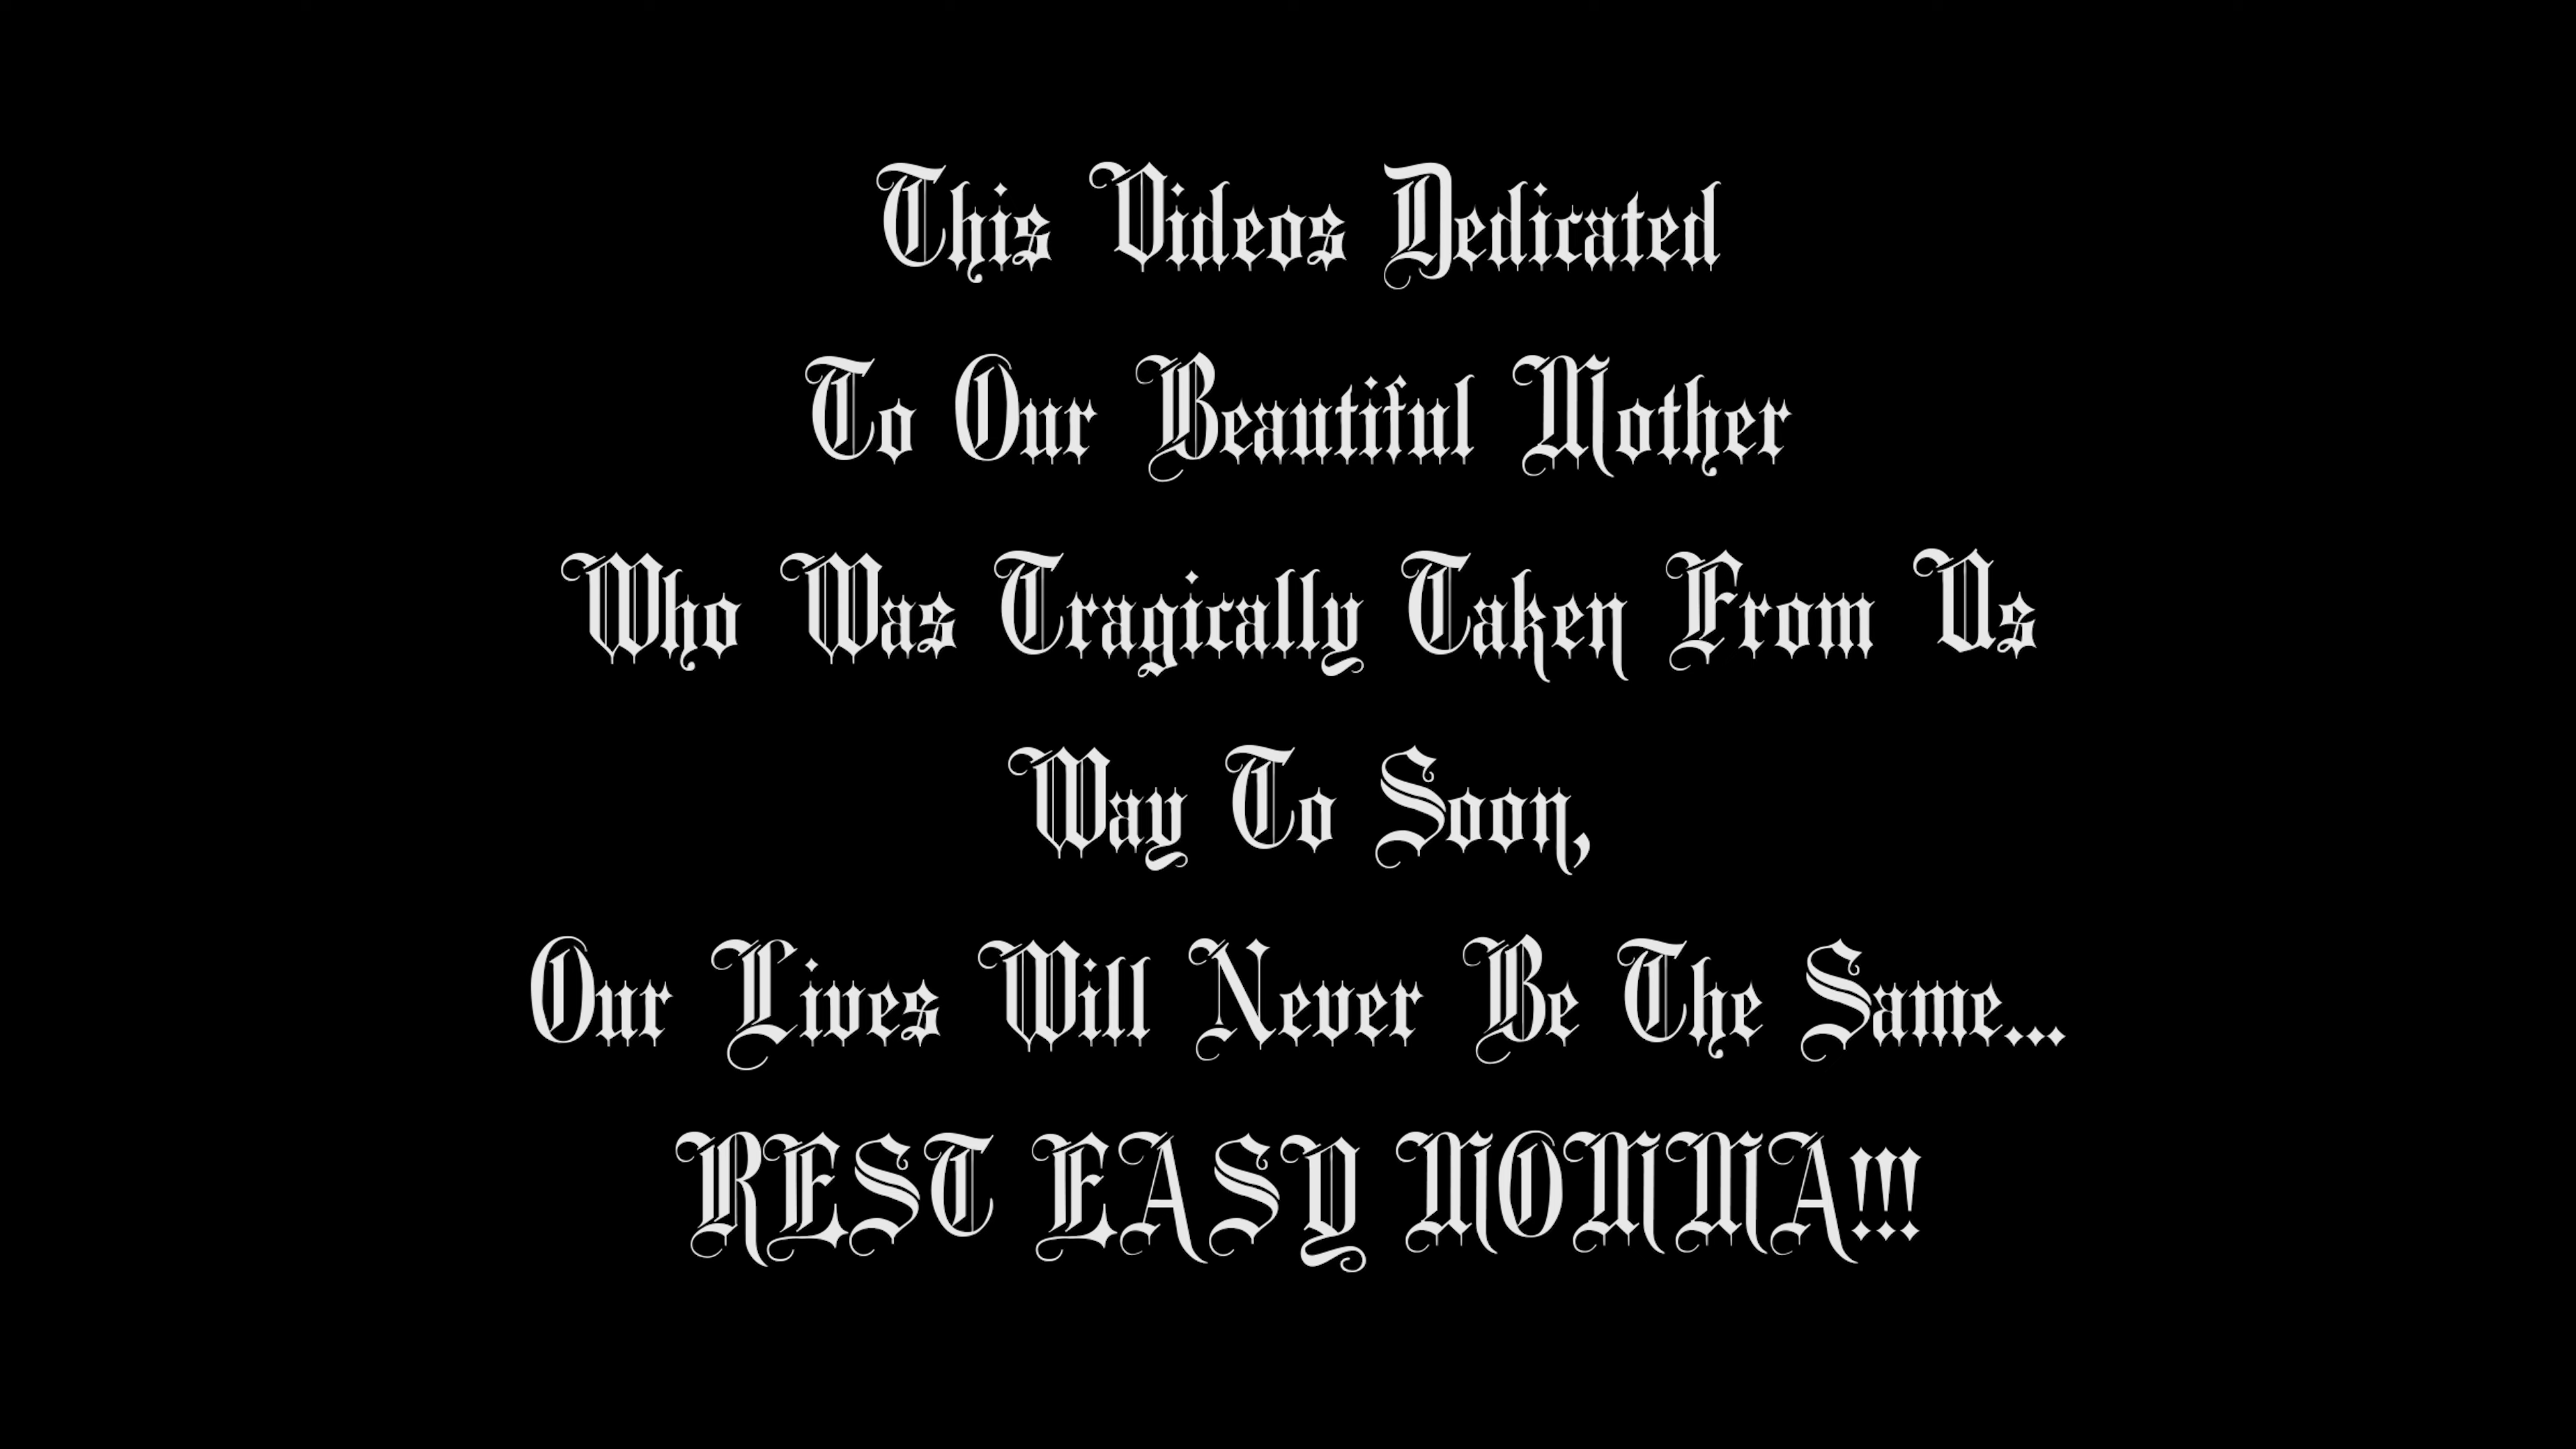 This Videos Dedicated
To Our Beautiful Mother
Who Was Tragically Taken From Us
Way To Soon,
Our Lives Will Never Be The Same...
REST EASY MOMMA!!!